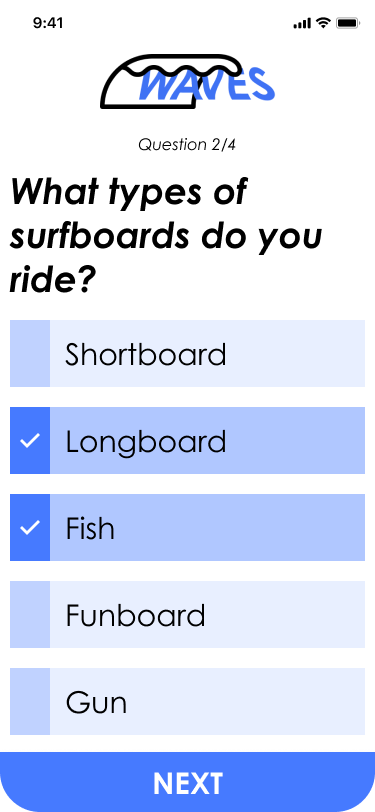 9:41
WAVES
Question 2/4
What types of
surfboards do you
ride?
Shortboard
Longboard
Fish
Funboard
Gun
NEXT